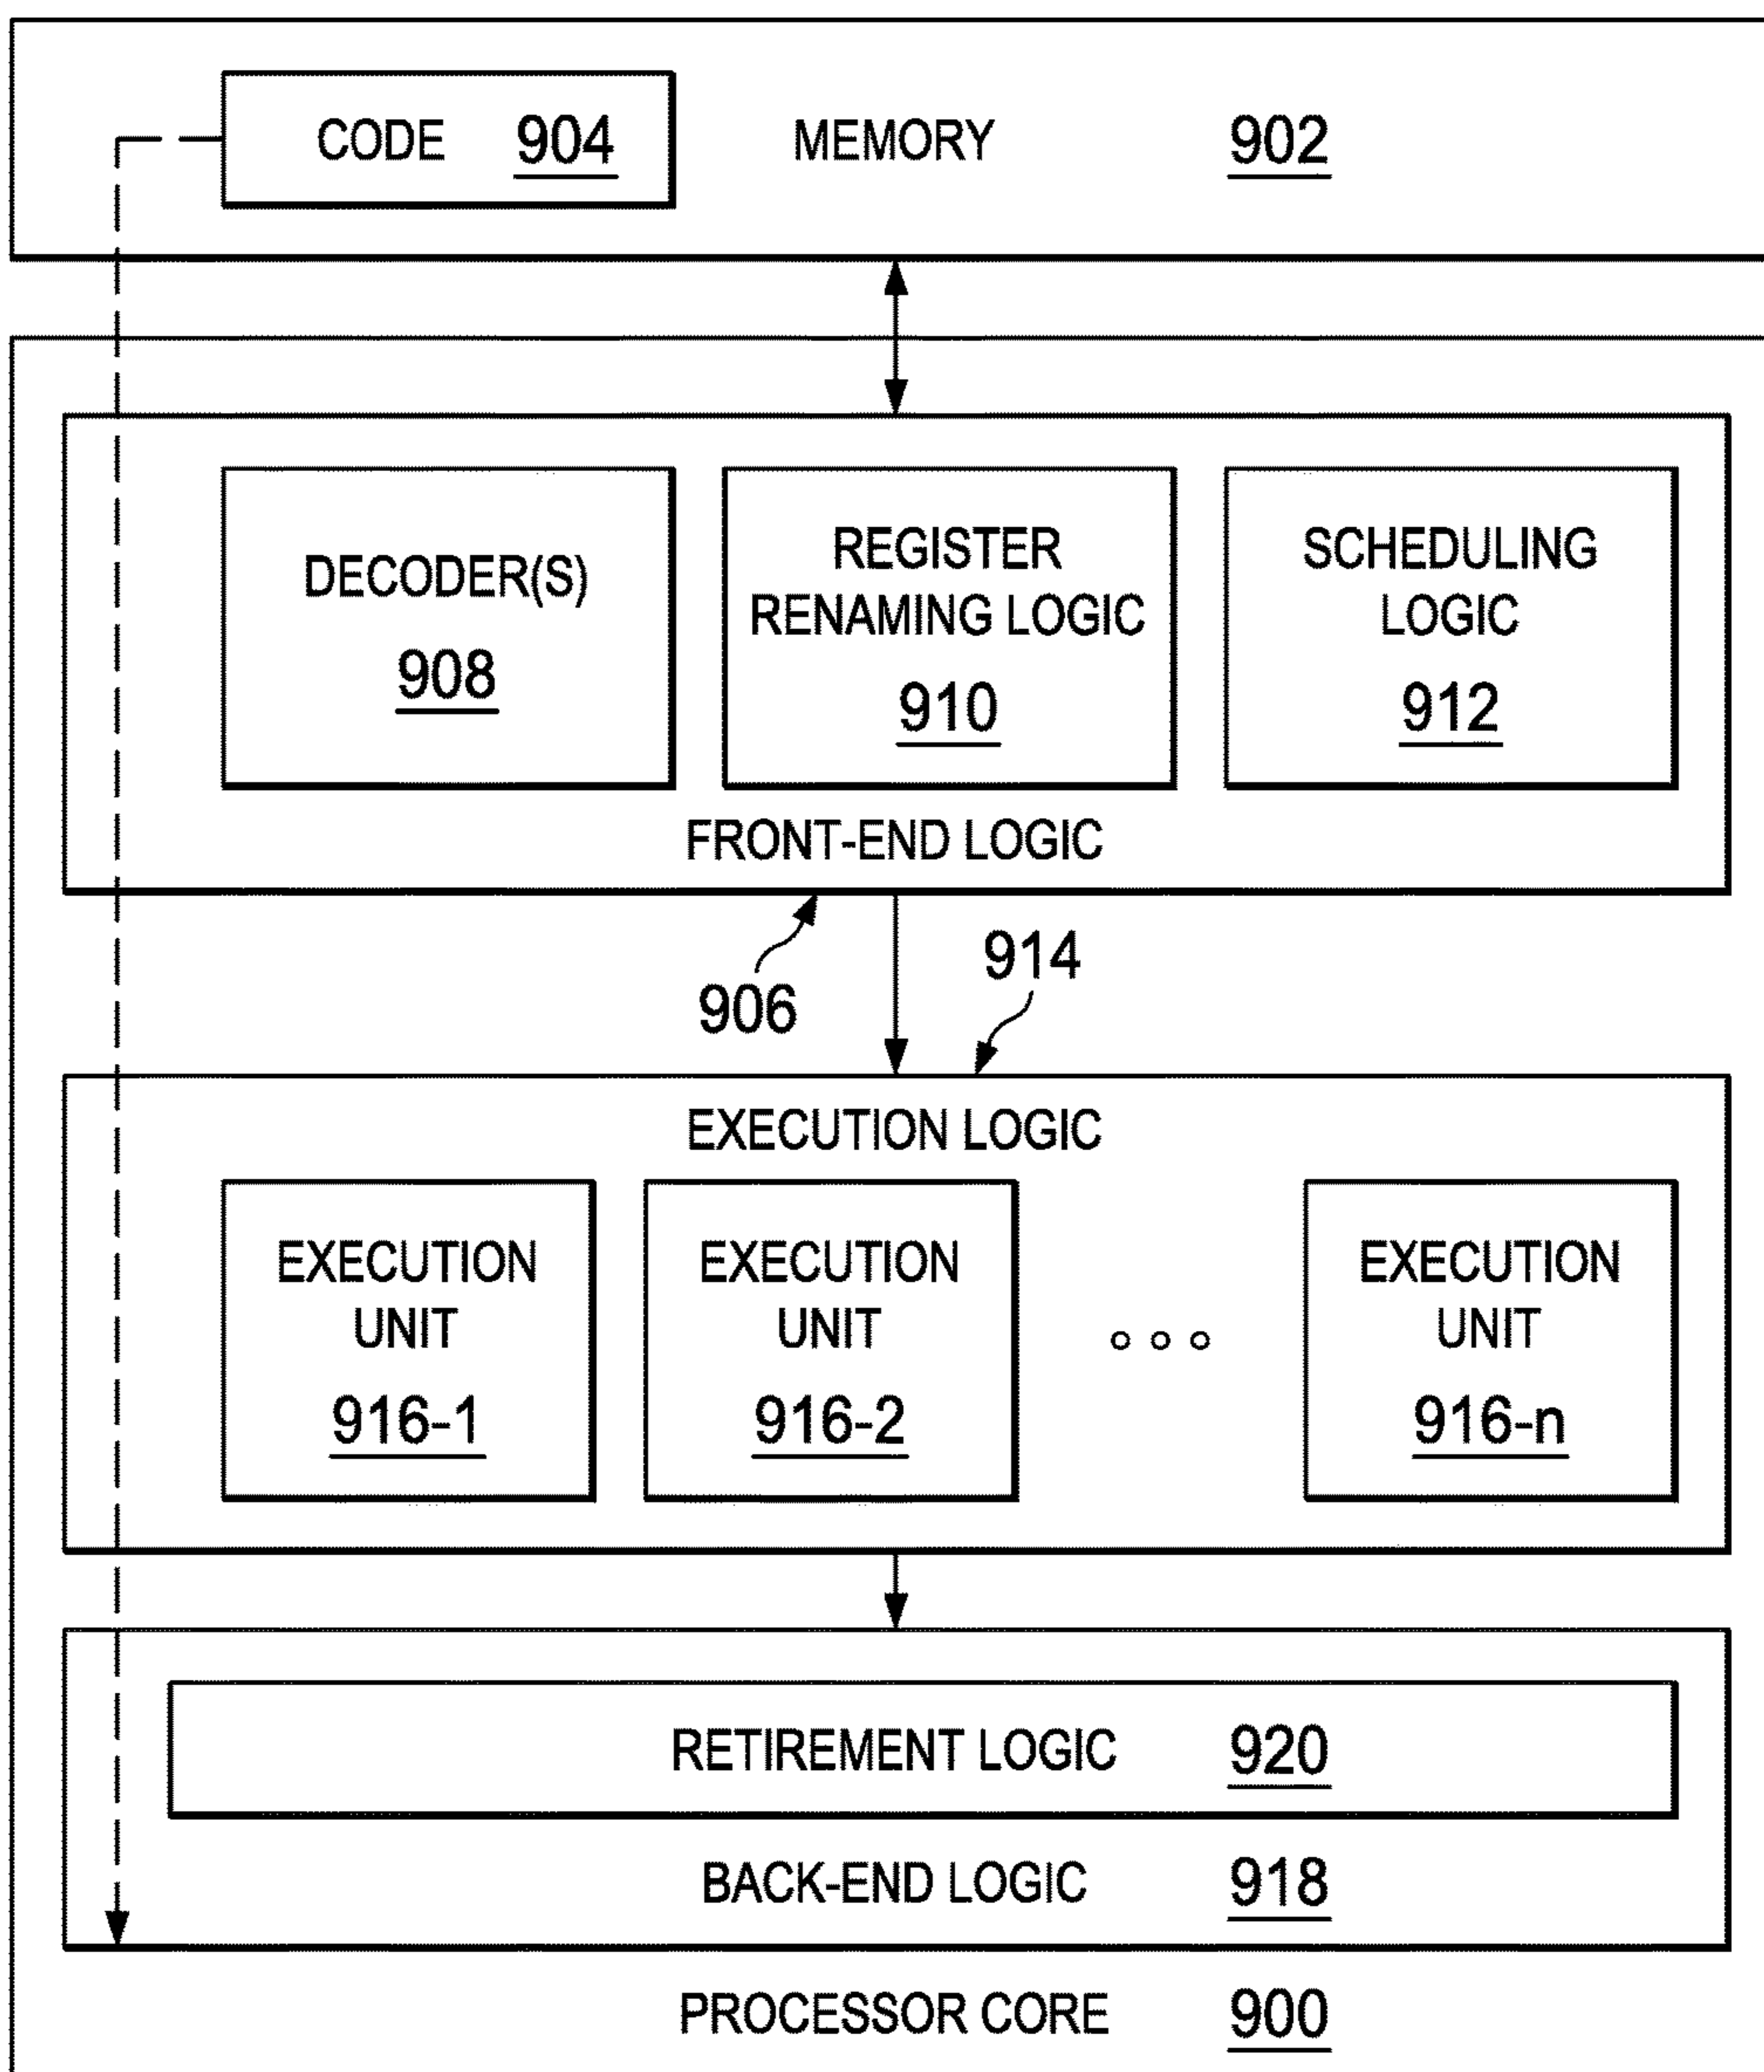 CODE 904 MEMORY 902
DECODER(S)
908
REGISTER
RENAMING LOGIC
910
SCHEDULING
LOGIC
912
FRONT-END LOGIC
906
914
EXECUTION LOGIC
EXECUTION
UNIT
916-1
EXECUTION
UNIT
916-2
EXECUTION
UNIT
916-n
RETIREMENT LOGIC 920
BACK-END LOGIC 918
PROCESSOR CORE 900